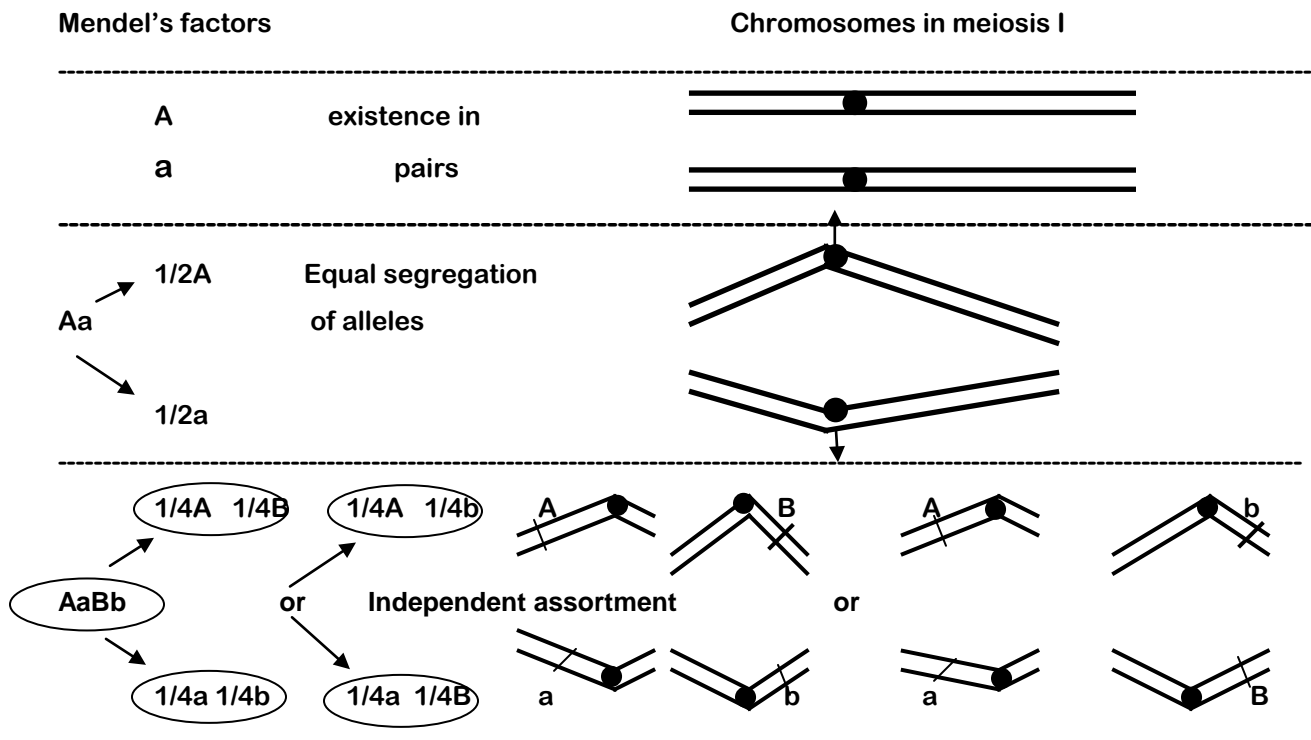 Mendel’s factors Chromosomes in meiosis I
A existence in
a pairs
1/2A Equal segregation
Aa of alleles
1/2a
1/4A 1/4B 1/4A 1/4b A B A b
AaBb or Independent assortment or
1/4a 1/4b 1/4a 1/4B a b a B